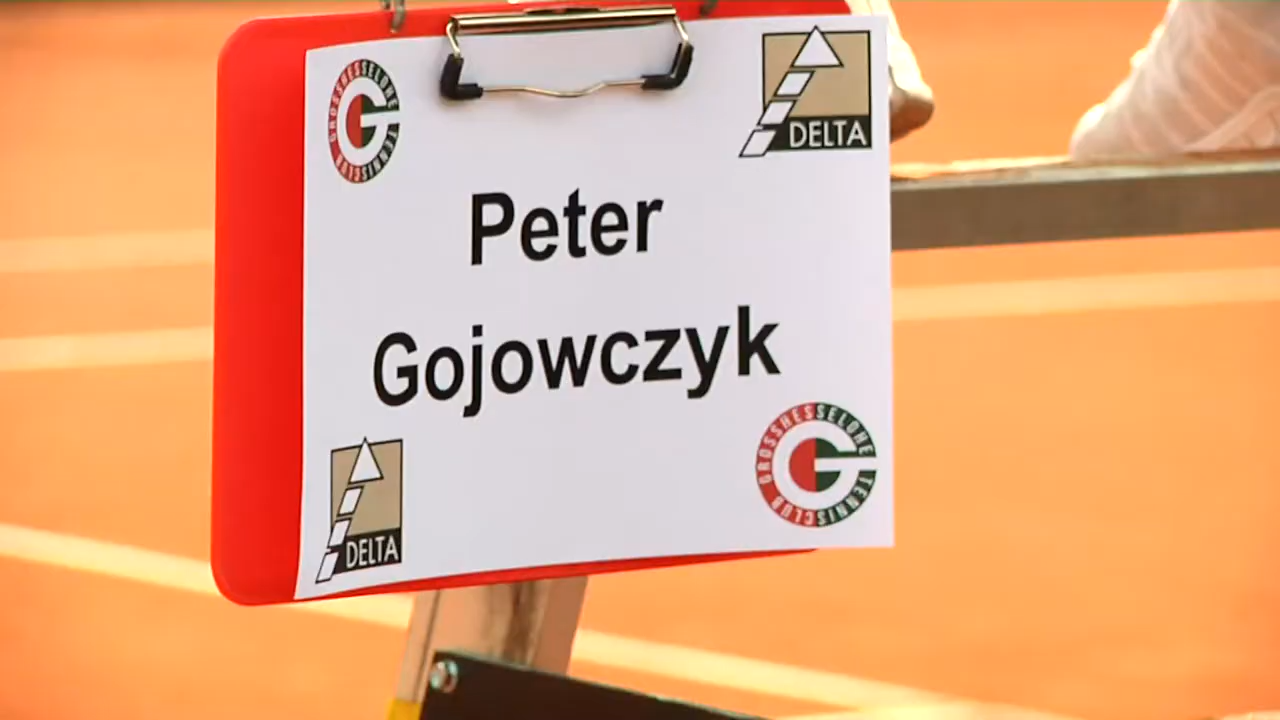 GROSSHESSELOHE TENNISCLUB
DELTA
Peter
Gojowczyk
DELTA
GROSSHESSELOHE TENNISCLUB